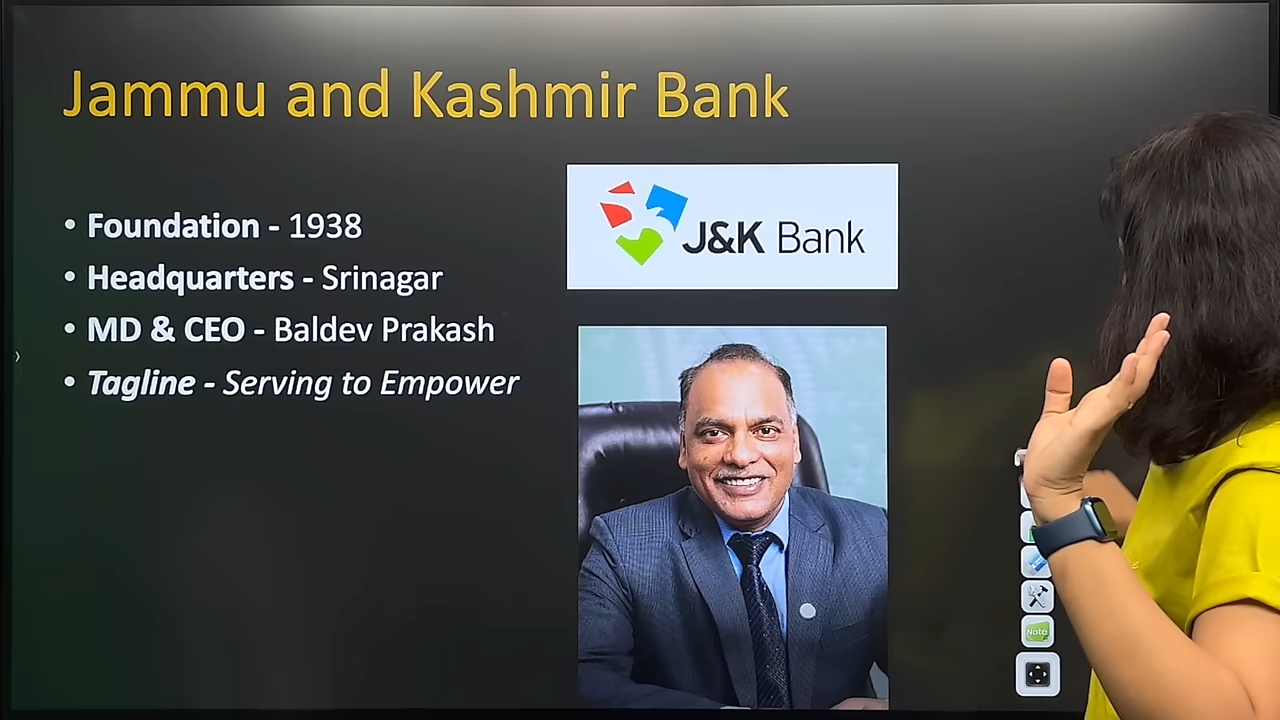 Jammu and Kashmir Bank
• Foundation - 1938
• Headquarters - Srinagar
• MD & CEO - Baldev Prakash
• Tagline - Serving to Empower
J&K Bank
Note